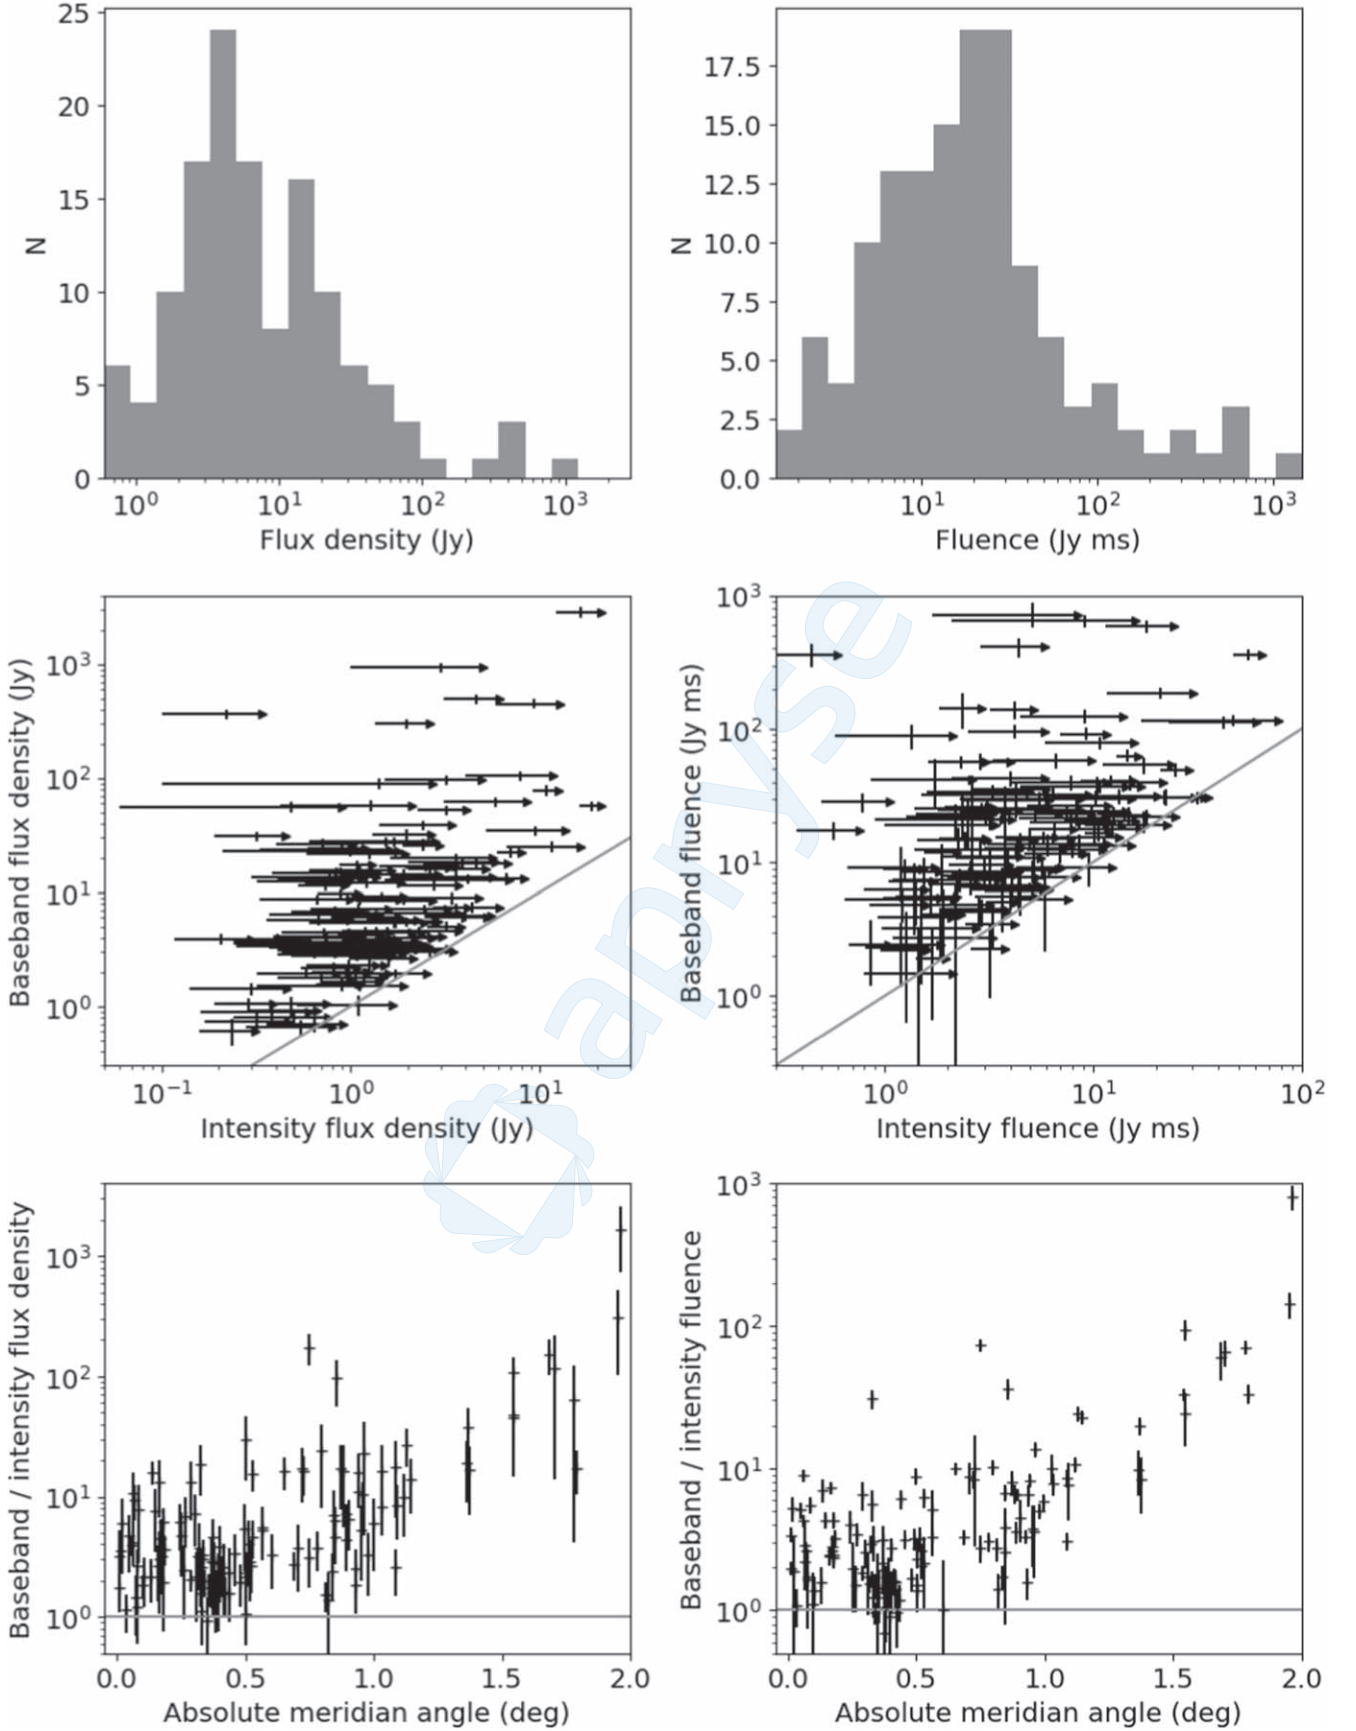 25
20
15
10
5
0
N
10⁰ 10¹ 10² 10³
Flux density (Jy)
17.5
15.0
12.5
10.0
7.5
5.0
2.5
0.0
N
10¹ 10² 10³
Fluence (Jy ms)
10³
10²
10¹
10⁰
Baseband flux density (Jy)
10⁻¹ 10⁰ 10¹
Intensity flux density (Jy)
10³
10²
10¹
10⁰
Baseband fluence (Jy ms)
10⁰ 10¹ 10²
Intensity fluence (Jy ms)
apryse
10³
10²
10¹
10⁰
Baseband / intensity flux density
0.0 0.5 1.0 1.5 2.0
Absolute meridian angle (deg)
10³
10²
10¹
10⁰
Baseband / intensity fluence
0.0 0.5 1.0 1.5 2.0
Absolute meridian angle (deg)